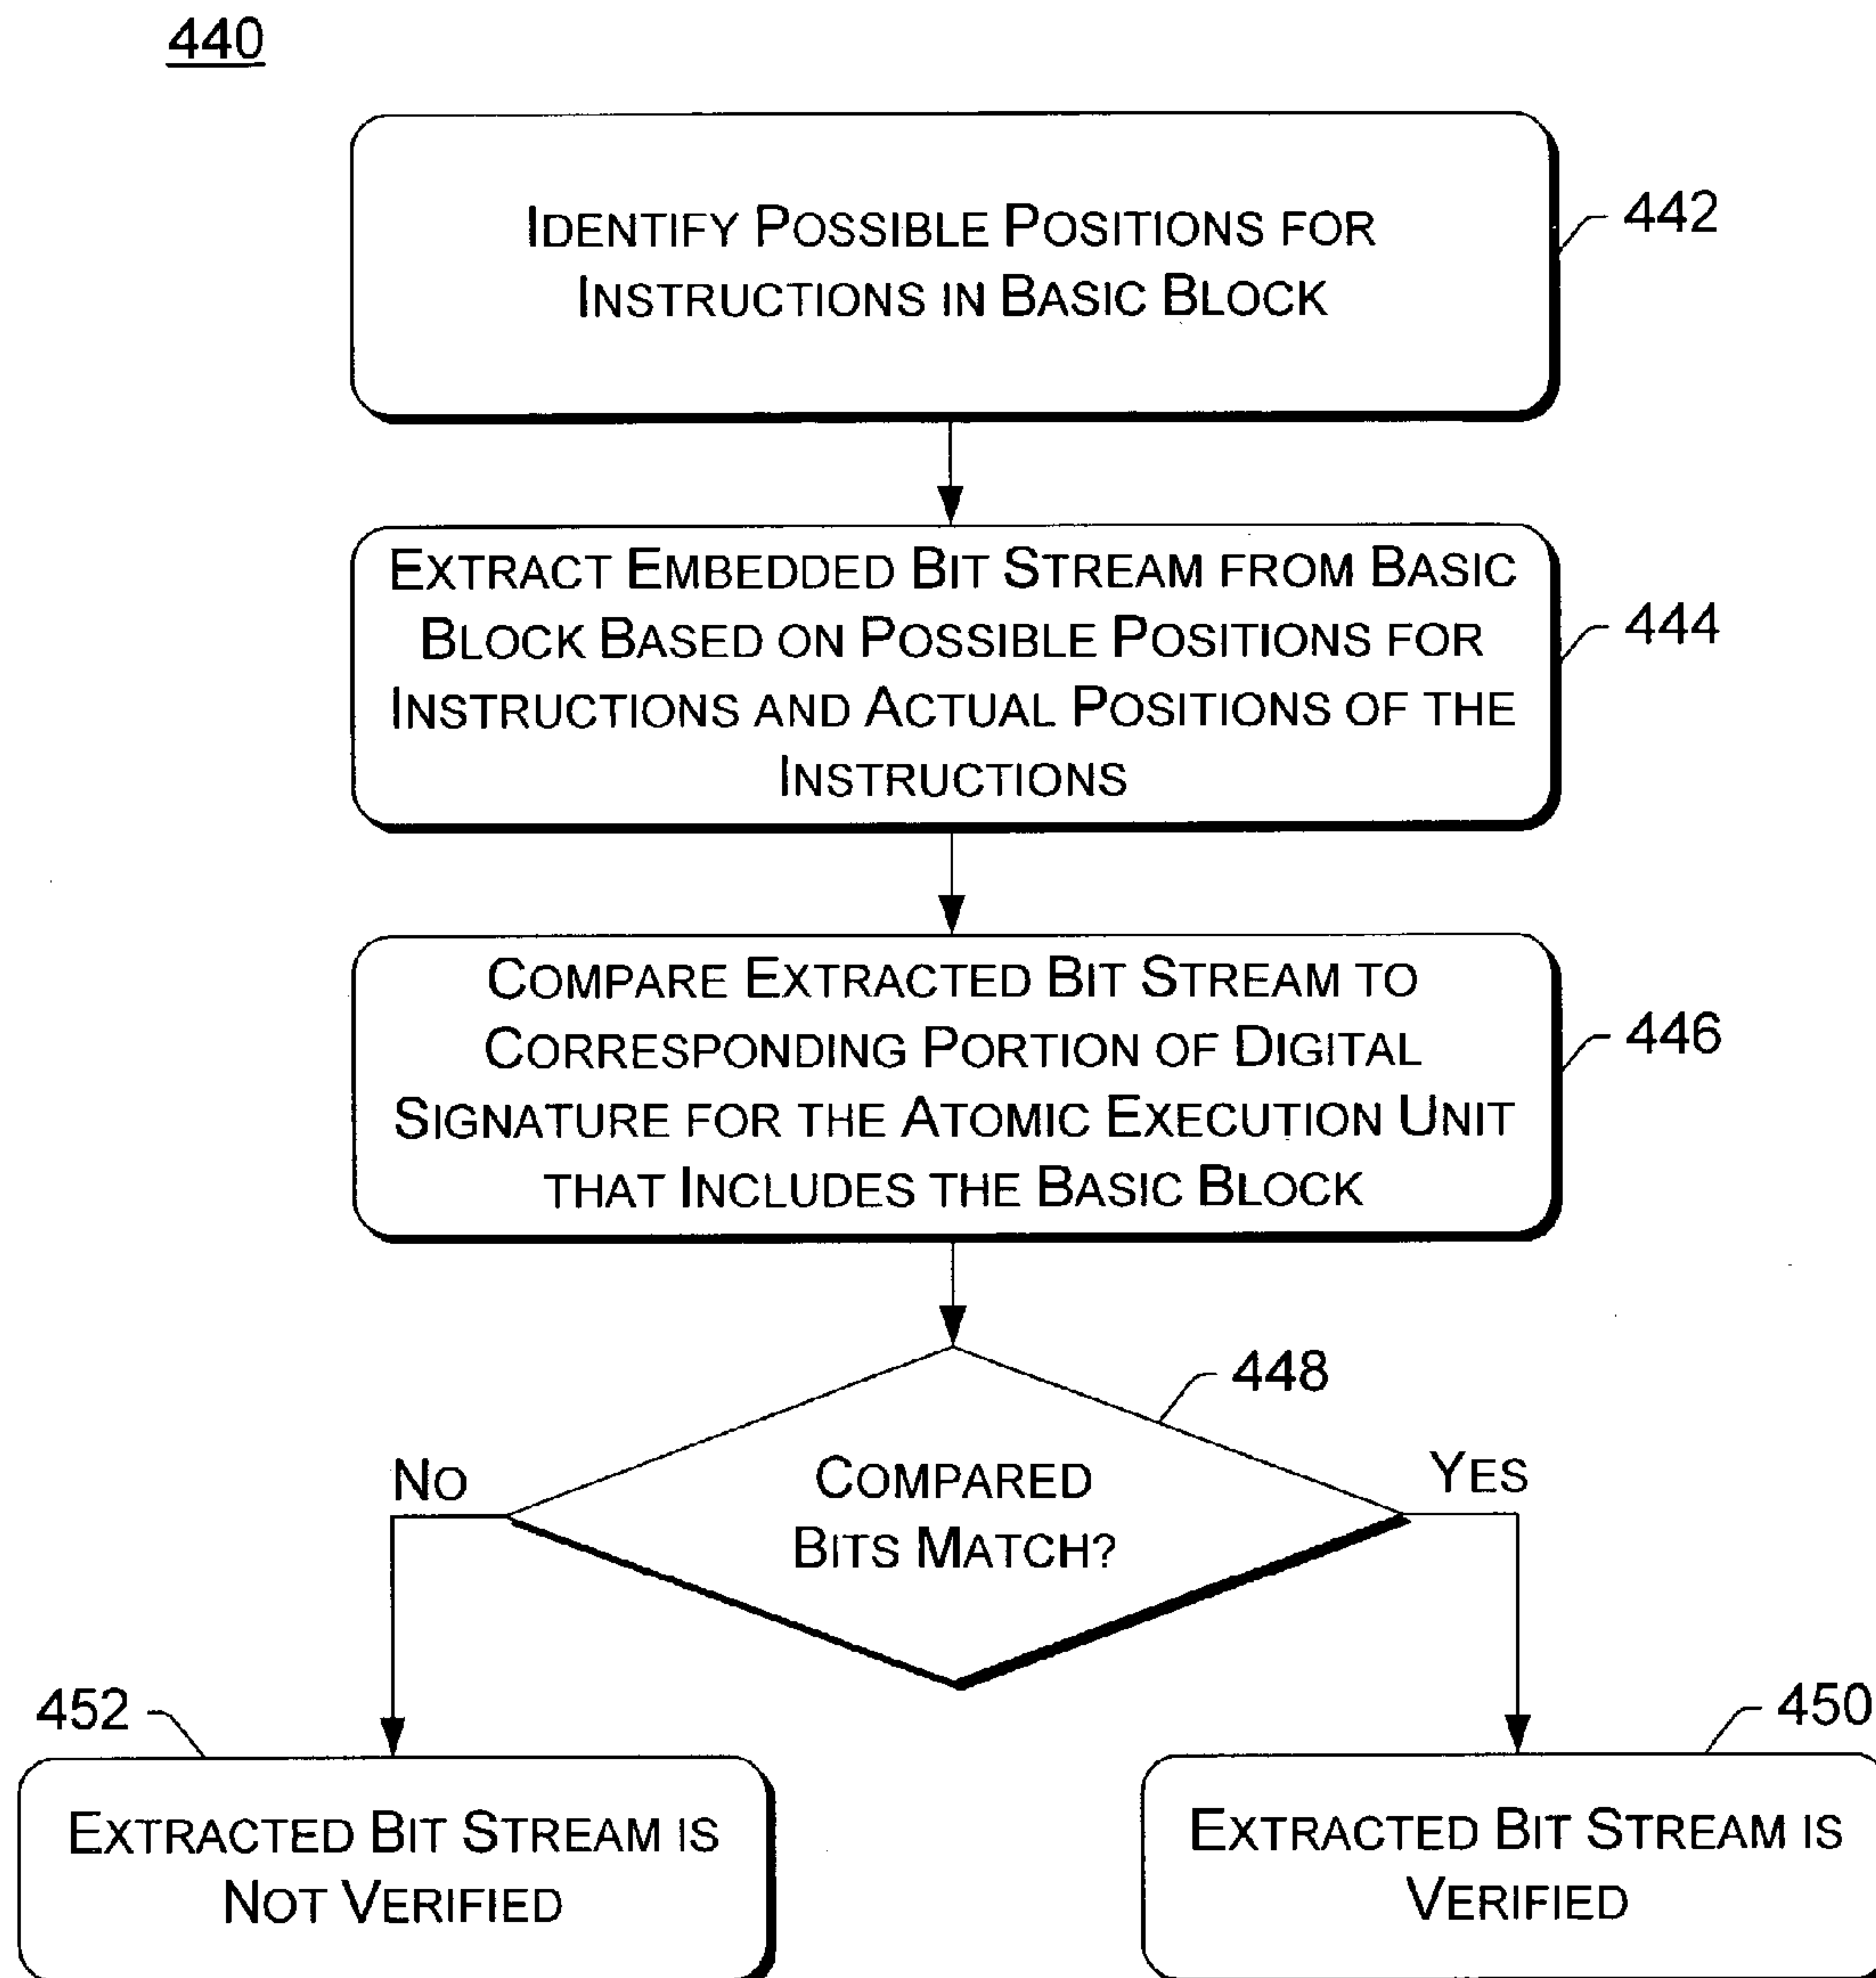 440
IDENTIFY POSSIBLE POSITIONS FOR
INSTRUCTIONS IN BASIC BLOCK
442
EXTRACT EMBEDDED BIT STREAM FROM BASIC
BLOCK BASED ON POSSIBLE POSITIONS FOR
INSTRUCTIONS AND ACTUAL POSITIONS OF THE
INSTRUCTIONS
444
COMPARE EXTRACTED BIT STREAM TO
CORRESPONDING PORTION OF DIGITAL
SIGNATURE FOR THE ATOMIC EXECUTION UNIT
THAT INCLUDES THE BASIC BLOCK
446
448
COMPARED
BITS MATCH?
NO
YES
452
EXTRACTED BIT STREAM IS
NOT VERIFIED
450
EXTRACTED BIT STREAM IS
VERIFIED